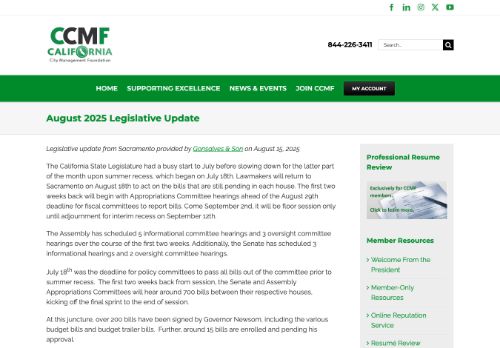 CCMF
CALIFORNIA
City Management Foundation
844-226-3411
Search...
HOME SUPPORTING EXCELLENCE NEWS & EVENTS JOIN CCMF MY ACCOUNT
August 2025 Legislative Update
Legislative update from Sacramento provided by Gonsalves & Son on August 15, 2025
The California State Legislature had a busy start to July before slowing down for the latter part
of the month upon summer recess, which began on July 18th. Lawmakers will return to
Sacramento on August 18th to act on the bills that are still pending in each house. The first two
weeks back will begin with Appropriations Committee hearings ahead of the August 29th
deadline for fiscal committees to report bills. Come September 2nd, it will be floor session only
until adjournment for interim recess on September 12th.
The Assembly has scheduled 5 informational committee hearings and 3 oversight committee
hearings over the course of the first two weeks. Additionally, the Senate has scheduled 3
informational hearings and 2 oversight committee hearings.
July 18th was the deadline for policy committees to pass all bills out of the committee prior to
summer recess. The first two weeks back from session, the Senate and Assembly
Appropriations Committees will hear around 700 bills between their respective houses,
kicking off the final sprint to the end of session.
At this juncture, over 200 bills have been signed by Governor Newsom, including the various
budget bills and budget trailer bills. Further, around 15 bills are enrolled and pending his
approval.
Professional Resume
Review
Exclusively for CCMF
members.
Click to learn more.
Member Resources
Welcome From the
President
Member-Only
Resources
Online Reputation
Service
Resume Review